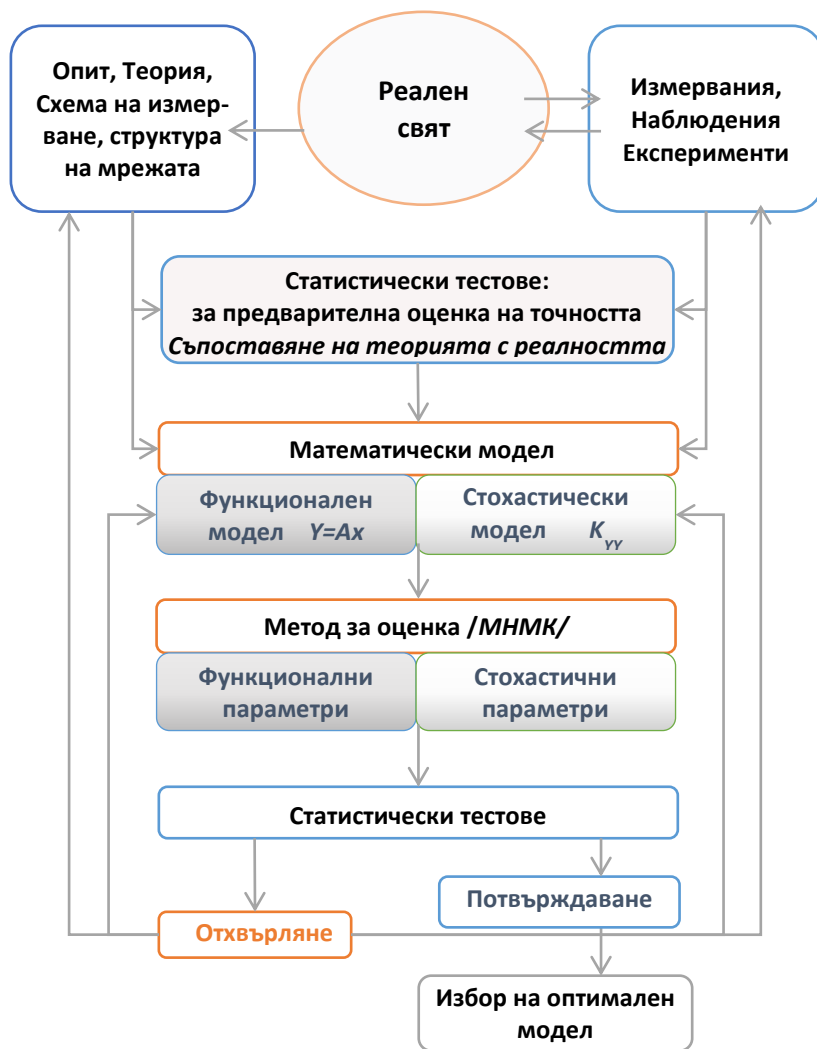 Опит, Теория,
Схема на измер-
ване, структура
на мрежата
Реален
свят
Измервания,
Наблюдения
Експерименти
Статистически тестове:
за предварителна оценка на точността
Съпоставяне на теорията с реалността
Математически модел
Функционален
модел Y=Ax
Стохастически
модел K_YY
Метод за оценка /МНМК/
Функционални
параметри
Стохастични
параметри
Статистически тестове
Потвърждаване
Отхвърляне
Избор на оптимален
модел